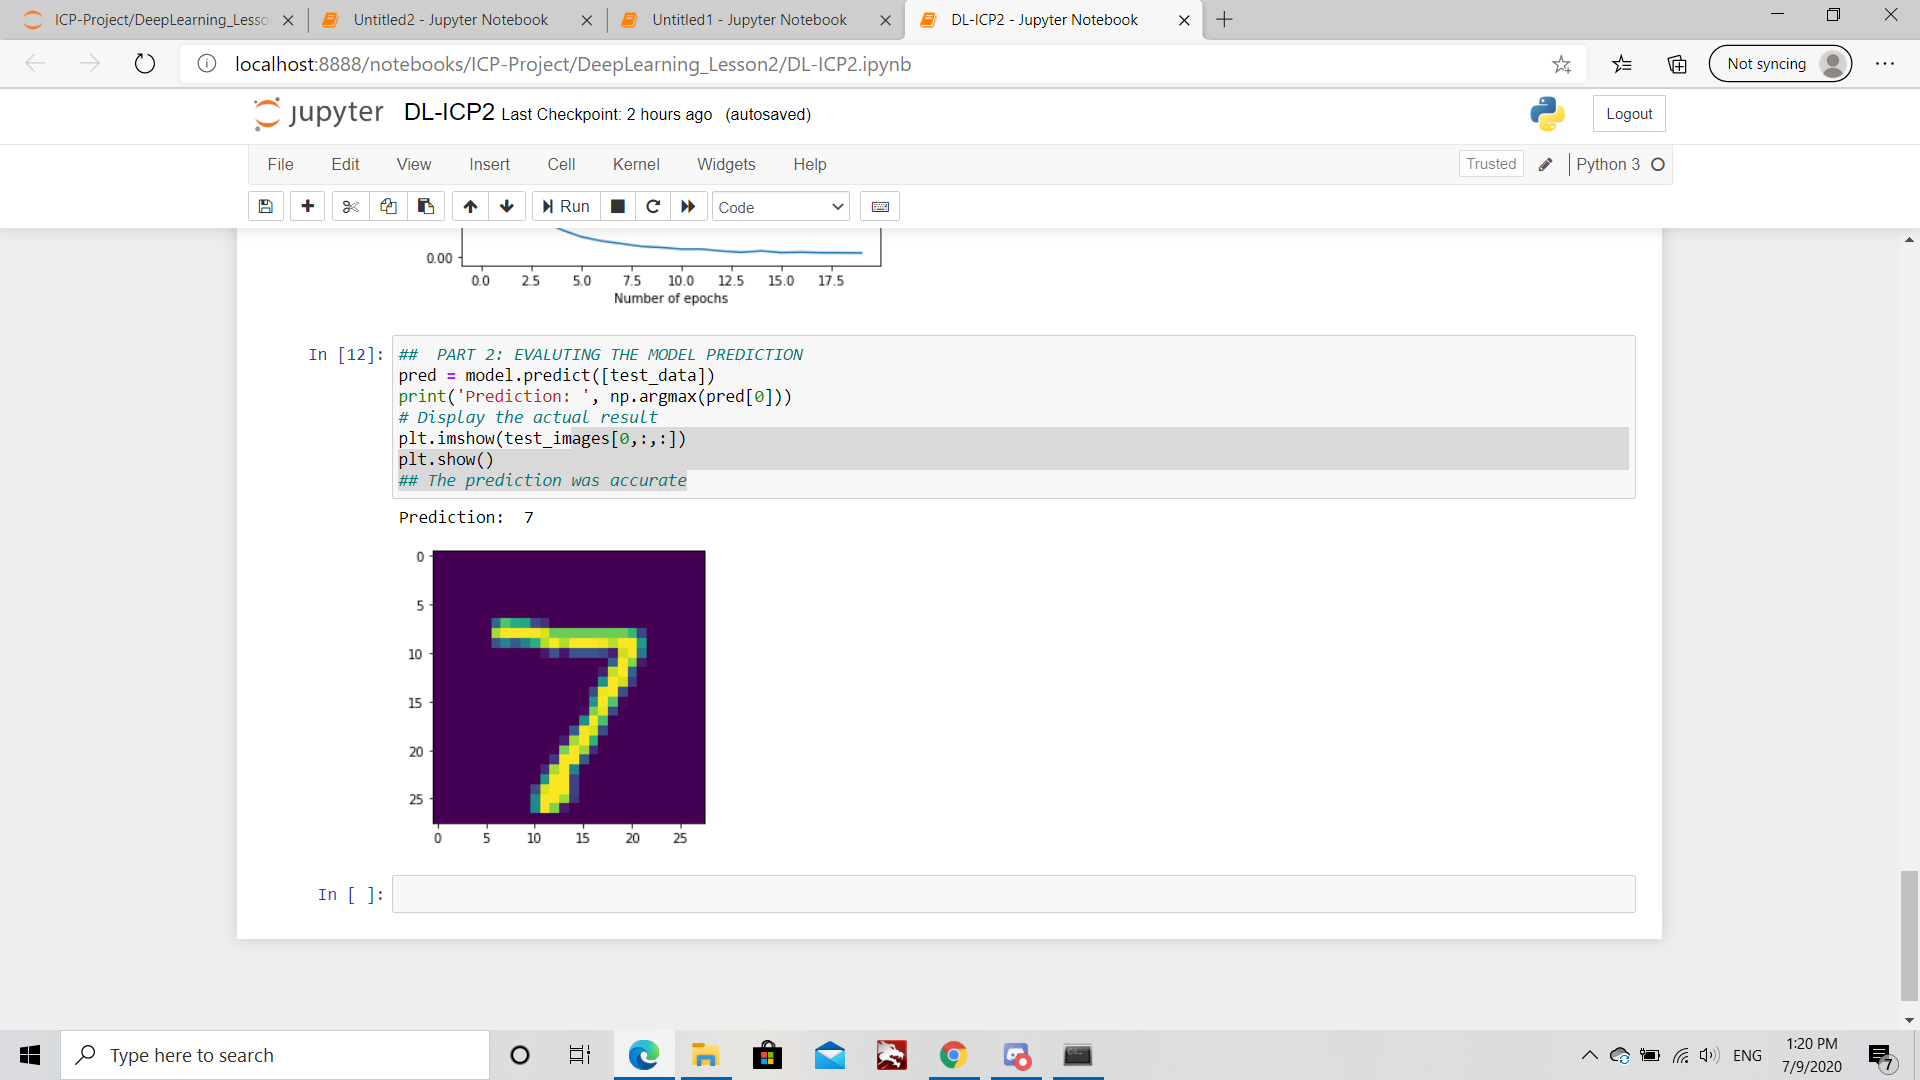 ICP-Project/DeepLearning_Lesso
Untitled2 - Jupyter Notebook
Untitled1 - Jupyter Notebook
DL-ICP2 - Jupyter Notebook
localhost:8888/notebooks/ICP-Project/DeepLearning_Lesson2/DL-ICP2.ipynb
Not syncing
jupyter DL-ICP2 Last Checkpoint: 2 hours ago (autosaved)
Logout
File Edit View Insert Cell Kernel Widgets Help
Trusted
Python 3
Run
Code
0.00
0.0 2.5 5.0 7.5 10.0 12.5 15.0 17.5
Number of epochs
In [12]:
##  PART 2: EVALUTING THE MODEL PREDICTION
pred = model.predict([test_data])
print('Prediction: ', np.argmax(pred[0]))
# Display the actual result
plt.imshow(test_images[0,:,:])
plt.show()
## The prediction was accurate
Prediction:  7
0
5
10
15
20
25
0 5 10 15 20 25
In [ ]:
Type here to search
ENG
1:20 PM
7/9/2020
7